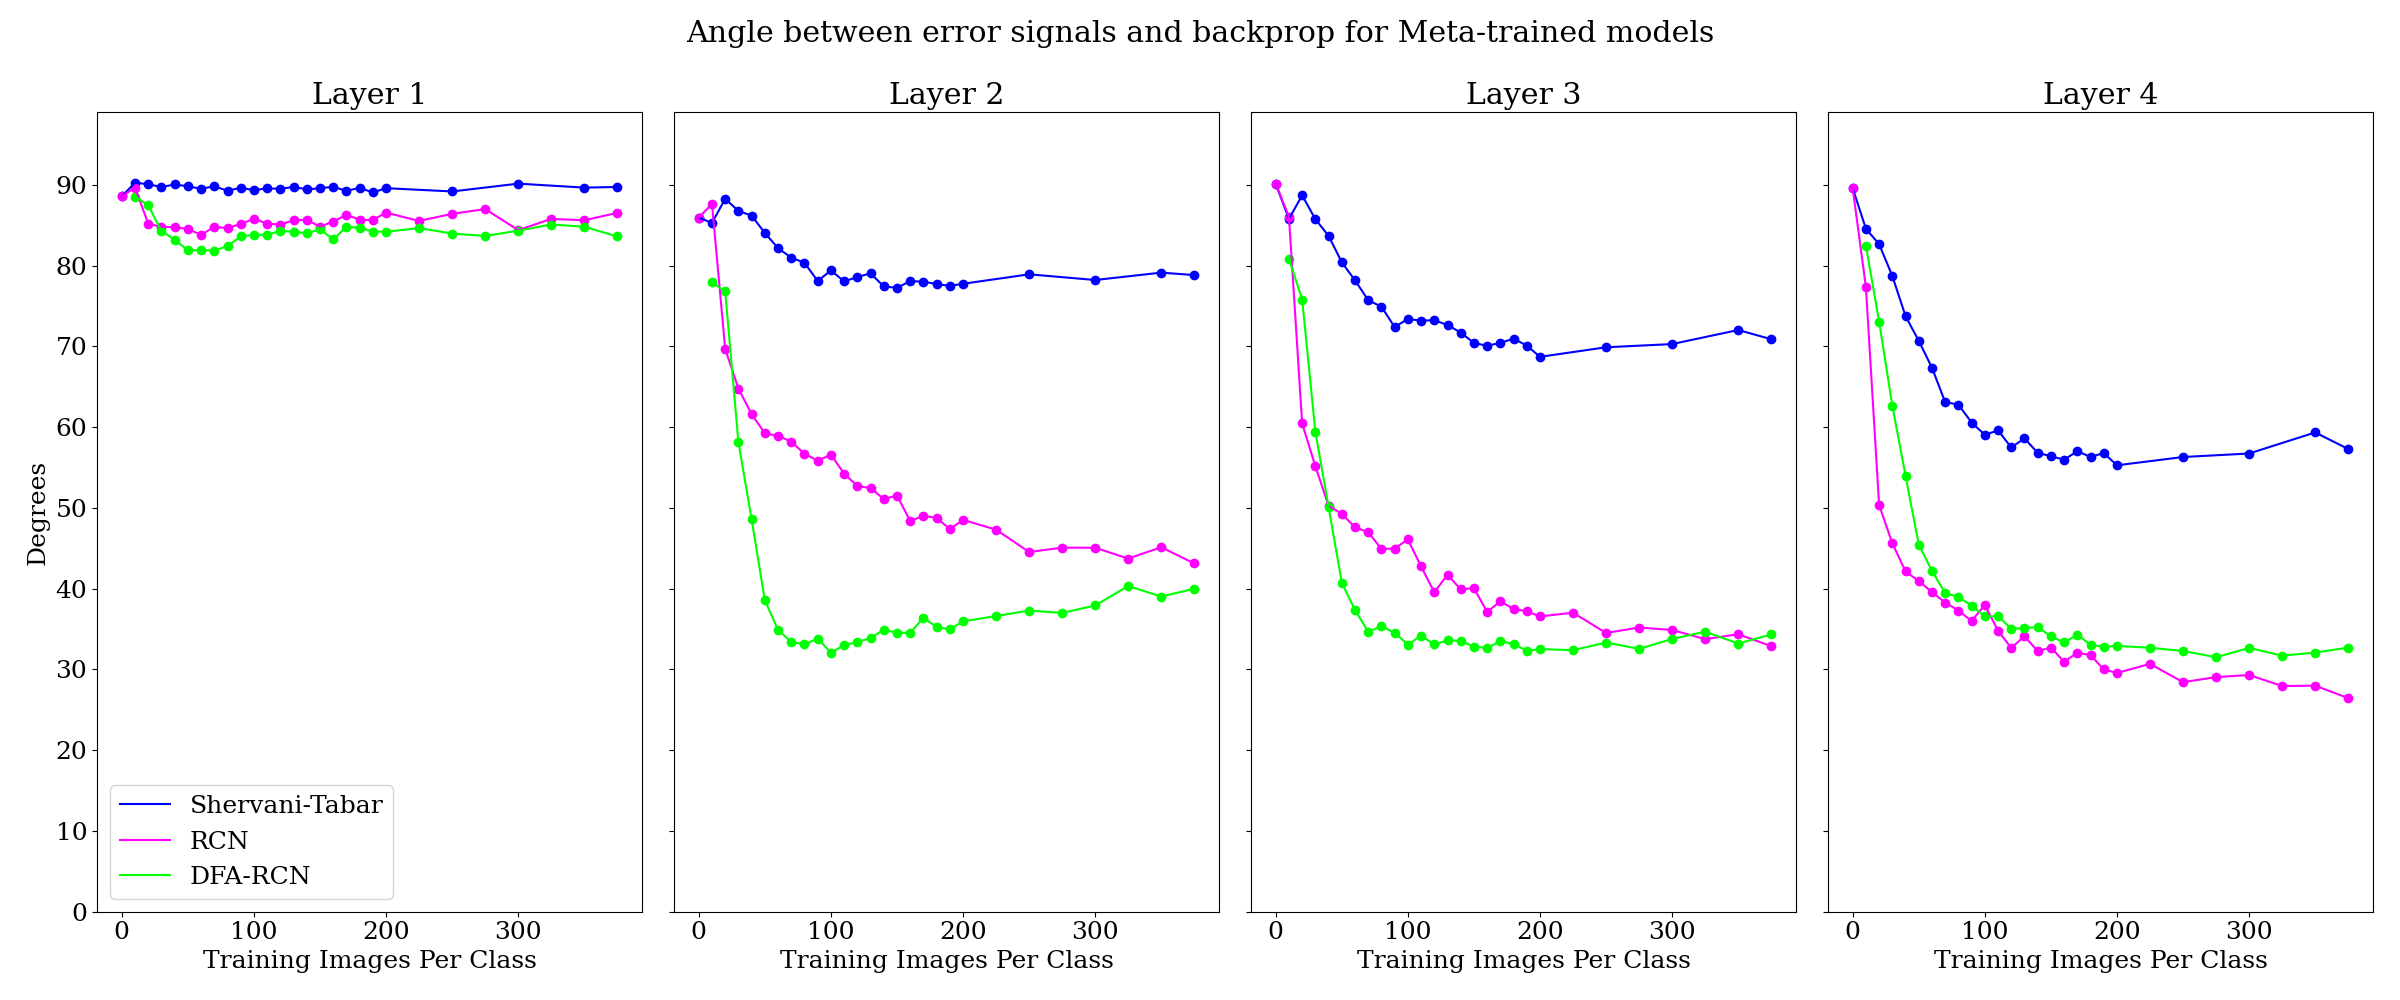 Angle between error signals and backprop for Meta-trained models
Layer 1
Layer 2
Layer 3
Layer 4
Degrees
90
80
70
60
50
40
30
20
10
0
Shervani-Tabar
RCN
DFA-RCN
0 100 200 300
0 100 200 300
0 100 200 300
0 100 200 300
Training Images Per Class
Training Images Per Class
Training Images Per Class
Training Images Per Class